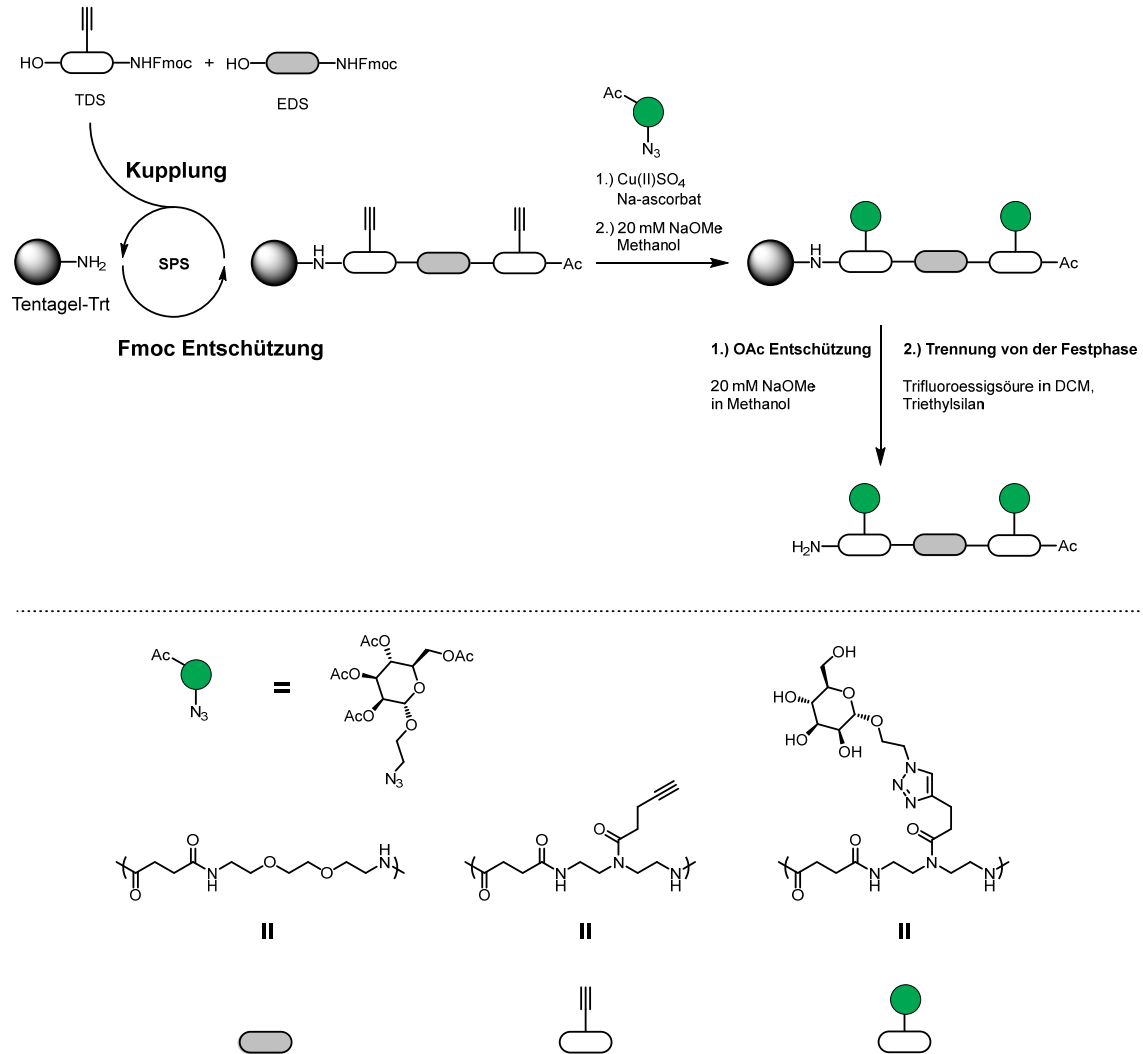 HO
NHFmoc
+
HO
NHFmoc
TDS
EDS
Kupplung
Ac
N3
1.) Cu(II)SO4
Na-ascorbat
2.) 20 mM NaOMe
Methanol
NH2
SPS
H
N
Ac
H
N
Ac
Tentagel-Trt
Fmoc Entschützung
1.) OAc Entschützung
2.) Trennung von der Festphase
20 mM NaOMe
in Methanol
Trifluoroessigsöure in DCM,
Triethylsilan
H2N
Ac
Ac
N3
=
AcO
OAc
AcO
O
AcO
O
N3
OH
HO
O
O
HO
OH
N
N
N
O
O
N
H
O
O
H
N
O
O
O
N
H
N
N
H
O
O
O
N
H
N
N
H
O